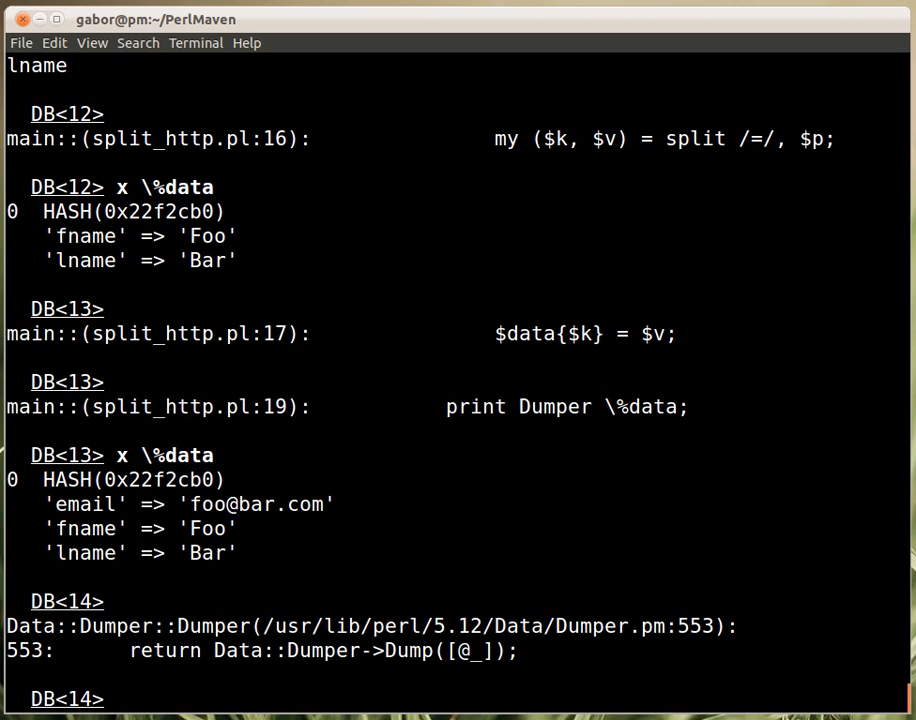 gabor@pm:~/PerlMaven
File Edit View Search Terminal Help
lname
DB<12>
main::(split_http.pl:16): my ($k, $v) = split /=/, $p;
DB<12> x \%data
0 HASH(0x22f2cb0)
'fname' => 'Foo'
'lname' => 'Bar'
DB<13>
main::(split_http.pl:17): $data{$k} = $v;
DB<13>
main::(split_http.pl:19): print Dumper \%data;
DB<13> x \%data
0 HASH(0x22f2cb0)
'email' => 'foo@bar.com'
'fname' => 'Foo'
'lname' => 'Bar'
DB<14>
Data::Dumper::Dumper(/usr/lib/perl/5.12/Data/Dumper.pm:553):
553: return Data::Dumper->Dump([@_]);
DB<14>